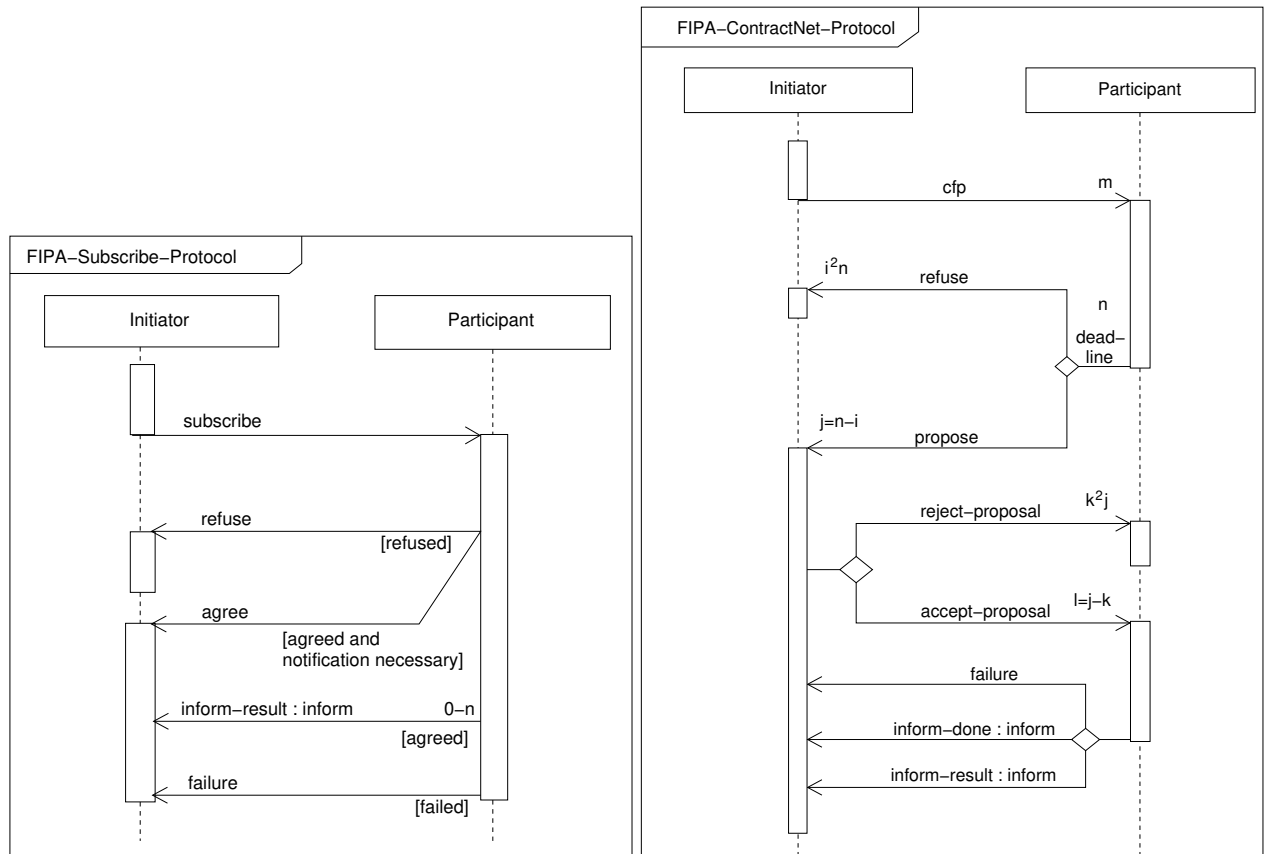 FIPA−Subscribe−Protocol
Initiator
Participant
subscribe
refuse
[refused]
agree
[agreed and
notification necessary]
inform−result : inform
0−n
[agreed]
failure
[failed]
FIPA−ContractNet−Protocol
Initiator
Participant
cfp
m
i²n
refuse
n
dead−
line
j=n−i
propose
reject−proposal
k²j
accept−proposal
l=j−k
failure
inform−done : inform
inform−result : inform